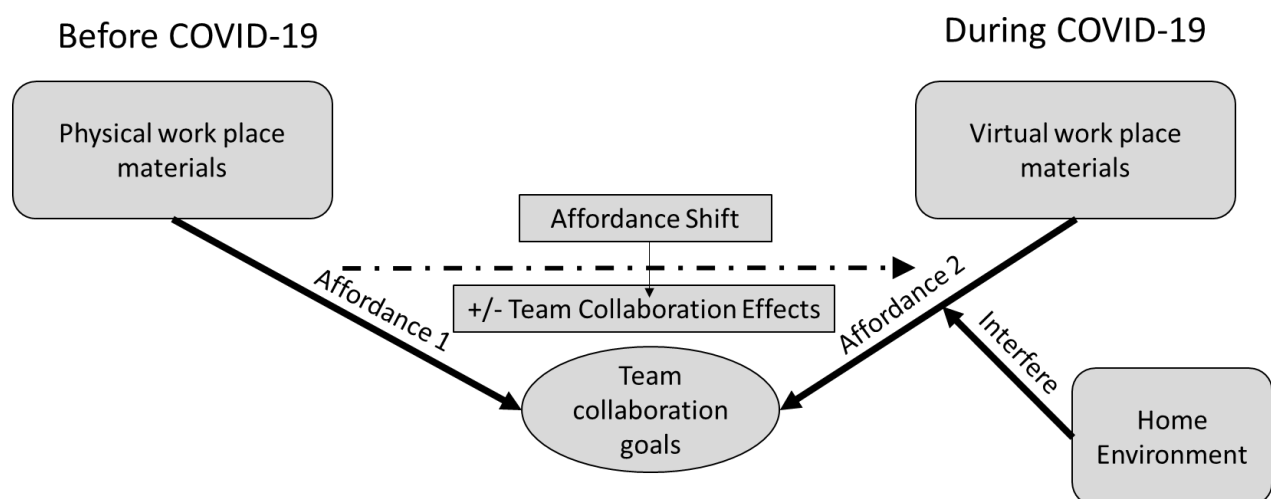 Before COVID-19
During COVID-19
Physical work place
materials
Virtual work place
materials
Affordance Shift
Affordance 1
+/- Team Collaboration Effects
Affordance 2
Interfere
Team
collaboration
goals
Home
Environment